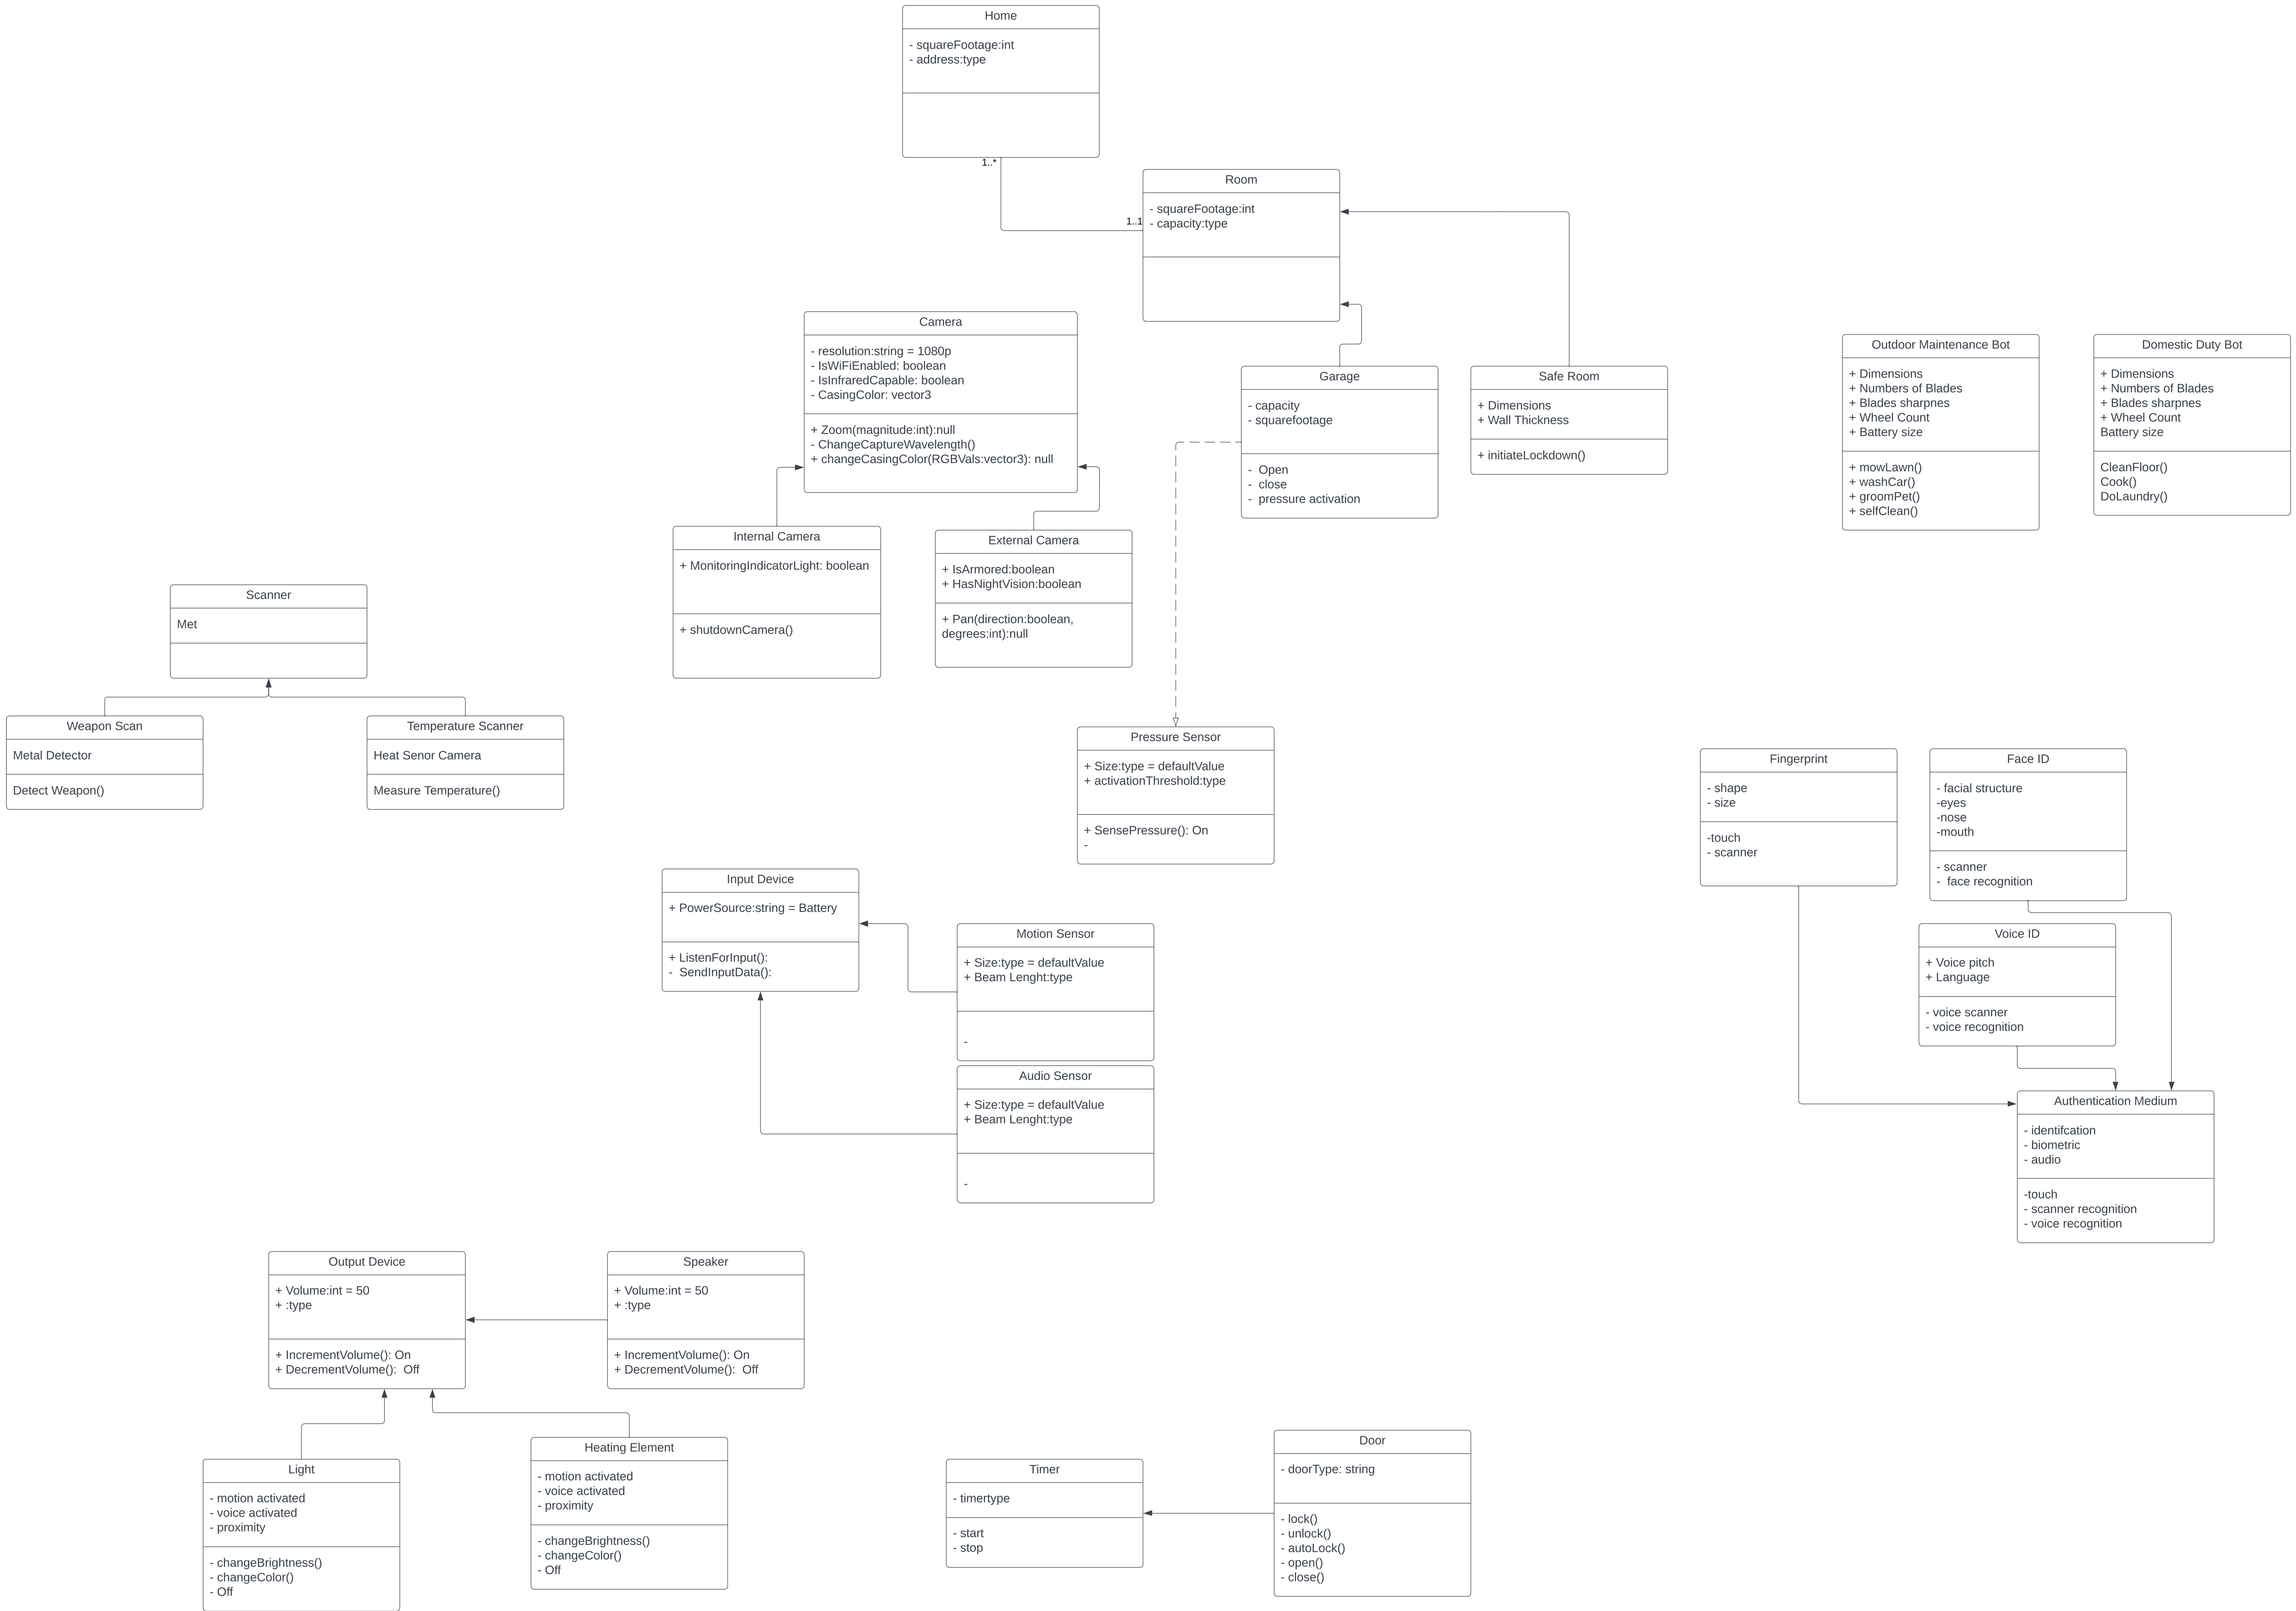 Home
- squareFootage:int
- address:type
1..*
Room
- squareFootage:int
- capacity:type
1..1
Camera
- resolution:string = 1080p
- IsWiFiEnabled: boolean
- IsInfraredCapable: boolean
- CasingColor: vector3
+ Zoom(magnitude:int):null
- ChangeCaptureWavelength()
+ changeCasingColor(RGBVals:vector3): null
Garage
- capacity
- squarefootage
-  Open
-  close
-  pressure activation
Safe Room
+ Dimensions
+ Wall Thickness
+ initiateLockdown()
Outdoor Maintenance Bot
+ Dimensions
+ Numbers of Blades
+ Blades sharpnes
+ Wheel Count
+ Battery size
+ mowLawn()
+ washCar()
+ groomPet()
+ selfClean()
Domestic Duty Bot
+ Dimensions
+ Numbers of Blades
+ Blades sharpnes
+ Wheel Count
Battery size
CleanFloor()
Cook()
DoLaundry()
Internal Camera
+ MonitoringIndicatorLight: boolean
+ shutdownCamera()
External Camera
+ IsArmored:boolean
+ HasNightVision:boolean
+ Pan(direction:boolean,
degrees:int):null
Scanner
Met
Weapon Scan
Metal Detector
Detect Weapon()
Temperature Scanner
Heat Senor Camera
Measure Temperature()
Pressure Sensor
+ Size:type = defaultValue
+ activationThreshold:type
+ SensePressure(): On
-
Fingerprint
- shape
- size
-touch
- scanner
Face ID
- facial structure
-eyes
-nose
-mouth
- scanner
-  face recognition
Input Device
+ PowerSource:string = Battery
+ ListenForInput():
-  SendInputData():
Motion Sensor
+ Size:type = defaultValue
+ Beam Lenght:type
-
Voice ID
+ Voice pitch
+ Language
- voice scanner
- voice recognition
Audio Sensor
+ Size:type = defaultValue
+ Beam Lenght:type
-
Authentication Medium
- identifcation
- biometric
- audio
-touch
- scanner recognition
- voice recognition
Output Device
+ Volume:int = 50
+ :type
+ IncrementVolume(): On
+ DecrementVolume():  Off
Speaker
+ Volume:int = 50
+ :type
+ IncrementVolume(): On
+ DecrementVolume():  Off
Light
- motion activated
- voice activated
- proximity
- changeBrightness()
- changeColor()
- Off
Heating Element
- motion activated
- voice activated
- proximity
- changeBrightness()
- changeColor()
- Off
Timer
- timertype
- start
- stop
Door
- doorType: string
- lock()
- unlock()
- autoLock()
- open()
- close()